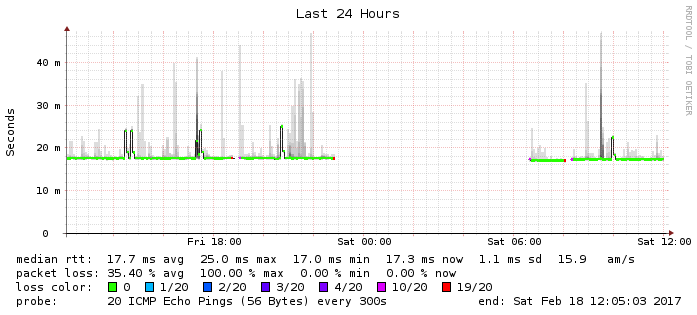 Last 24 Hours
RRDTOOL / TOBI OETIKER
Seconds
40 m
30 m
20 m
10 m
0
Fri 18:00 Sat 00:00 Sat 06:00 Sat 12:00
median rtt: 17.7 ms avg 25.0 ms max 17.0 ms min 17.3 ms now 1.1 ms sd 15.9 am/s
packet loss: 35.40 % avg 100.00 % max 0.00 % min 0.00 % now
loss color: 0 1/20 2/20 3/20 4/20 10/20 19/20
probe: 20 ICMP Echo Pings (56 Bytes) every 300s end: Sat Feb 18 12:05:03 2017